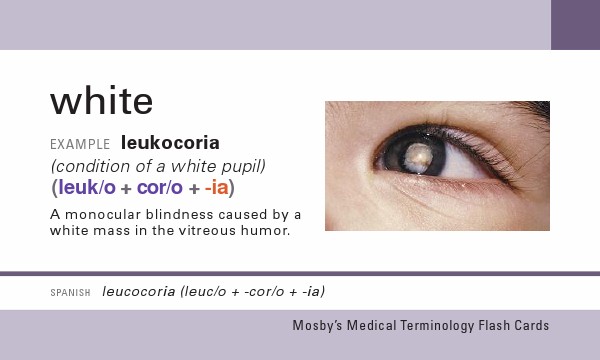 white
EXAMPLE leukocoria
(condition of a white pupil)
(leuk/o + cor/o + -ia)
A monocular blindness caused by a
white mass in the vitreous humor.
SPANISH leucocoria (leuc/o + -cor/o + -ia)
Mosby's Medical Terminology Flash Cards